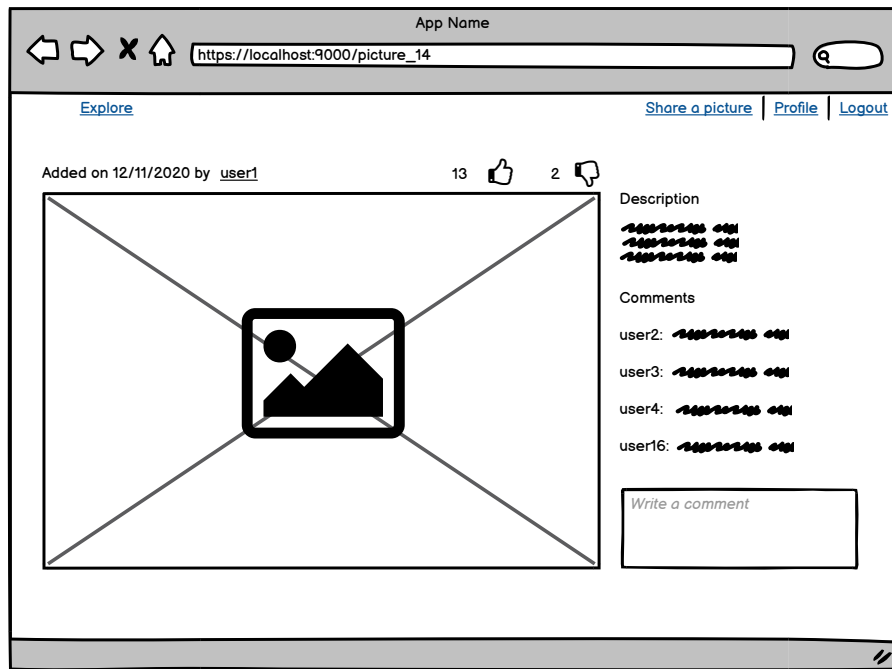 App Name
https://localhost:9000/picture_14
Explore
Share a picture
Profile
Logout
Added on 12/11/2020 by user1
13
2
Description
Comments
user2:
user3:
user4:
user16:
Write a comment